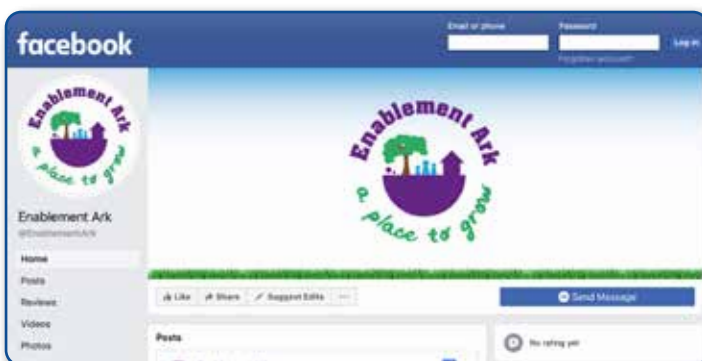 Email or phone Password
facebook Log in
Forgotten account?
Enablement Ark
a place to grow
Enablement Ark
a place to grow
Enablement Ark
@EnablementArk
Home
Posts
Reviews
Videos
Photos
Like Share Suggest Edits ...
Send Message
Posts
No rating yet